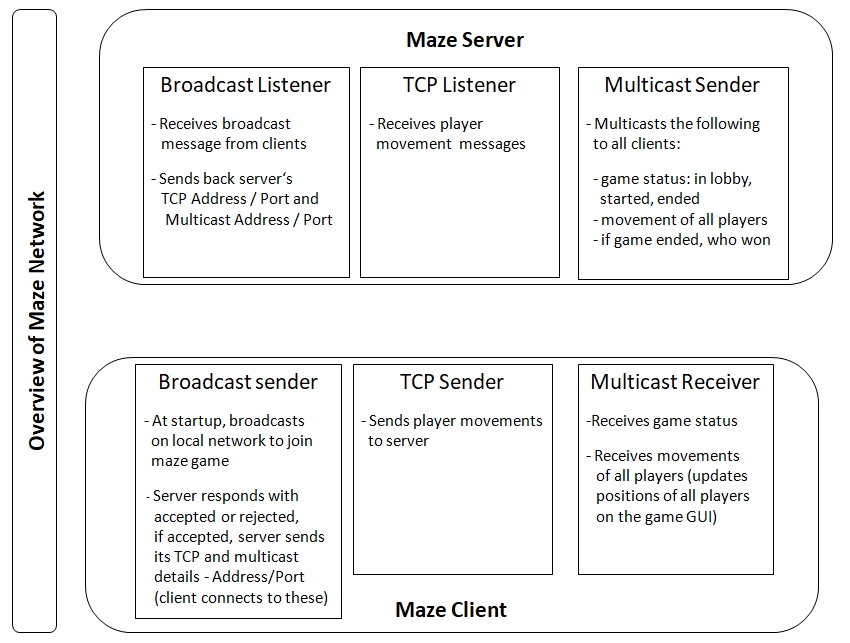 Overview of Maze Network
Maze Server
Broadcast Listener
- Receives broadcast
message from clients
- Sends back server‘s
TCP Address / Port and
Multicast Address / Port
TCP Listener
- Receives player
movement messages
Multicast Sender
- Multicasts the following
to all clients:
- game status: in lobby,
started, ended
- movement of all players
- if game ended, who won
Broadcast sender
- At startup, broadcasts
on local network to join
maze game
- Server responds with
accepted or rejected,
if accepted, server sends
its TCP and multicast
details - Address/Port
(client connects to these)
TCP Sender
- Sends player movements
to server
Multicast Receiver
-Receives game status
- Receives movements
of all players (updates
positions of all players
on the game GUI)
Maze Client